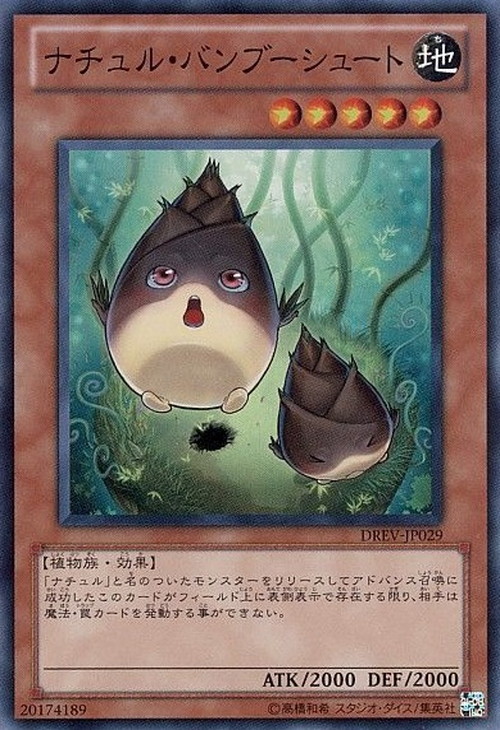 ナチュル・バンブーシュート
地
DREV-JP029
【植物族・効果】
「ナチュル」と名のついたモンスターをリリースしてアドバンス召喚に
成功したこのカードがフィールド上に表側表示で存在する限り、相手は
魔法・罠カードを発動する事ができない。
ATK/2000 DEF/2000
20174189
©高橋和希 スタジオ・ダイス/集英社